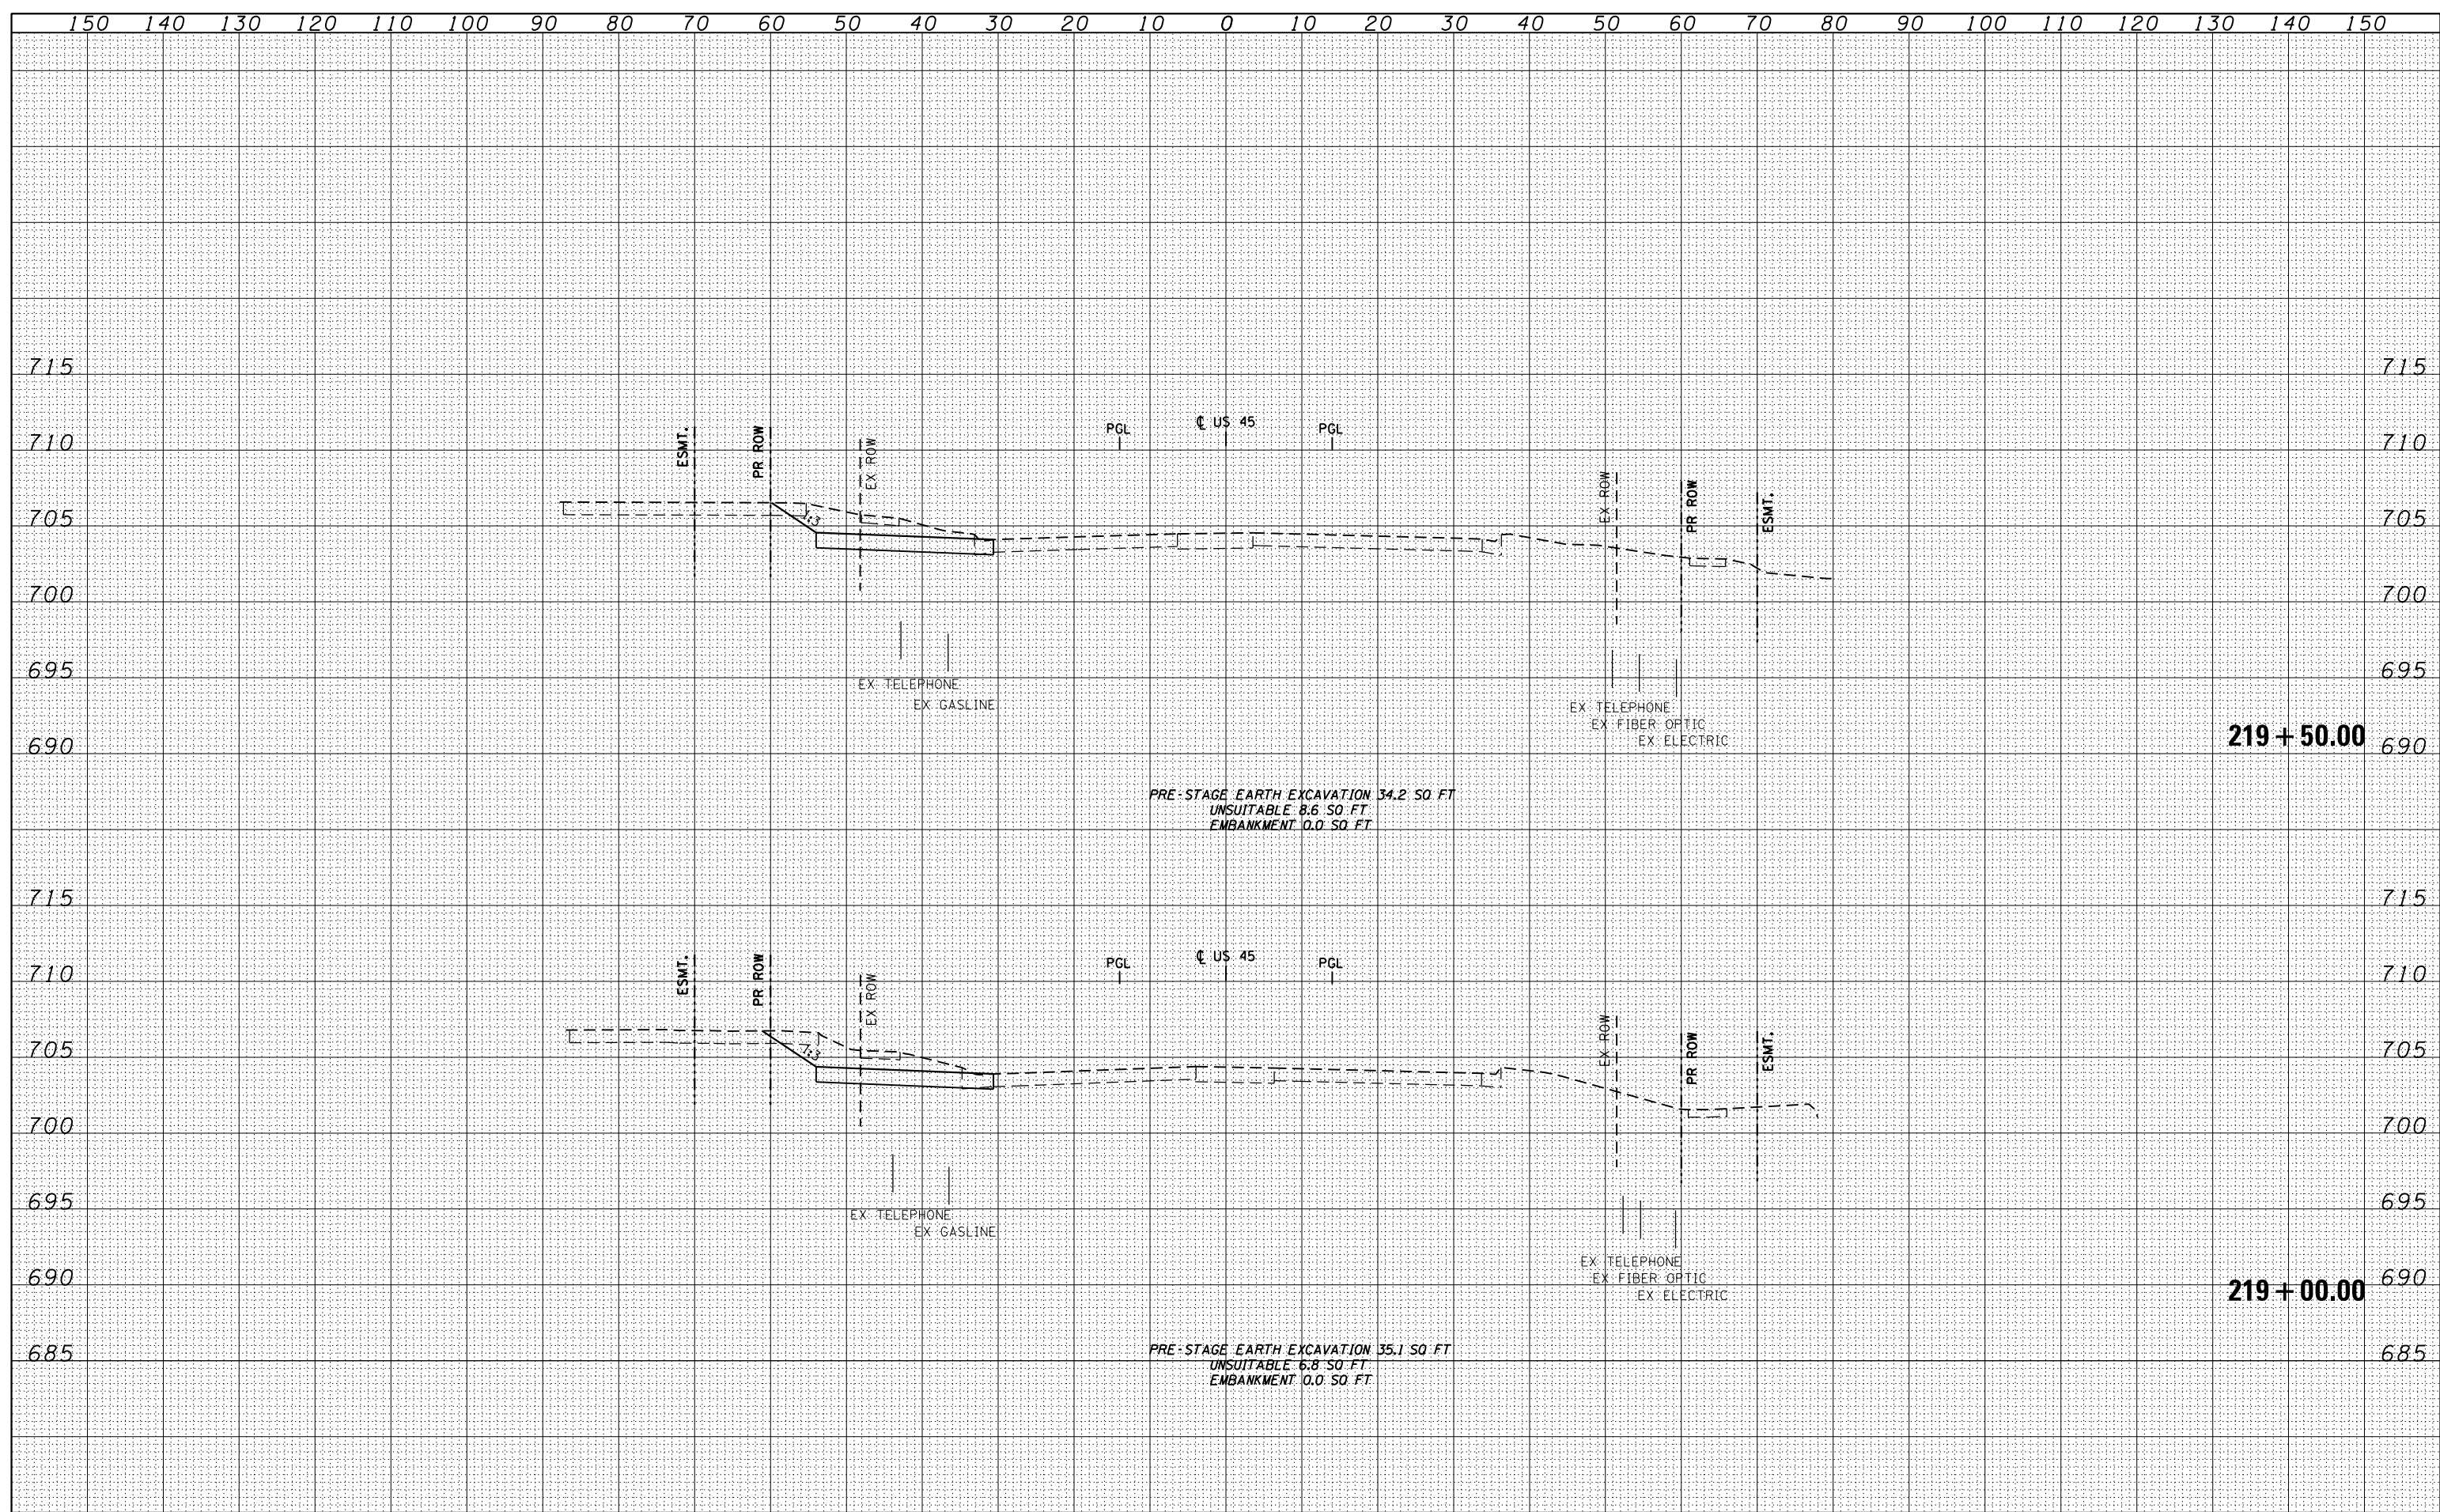 150 140 130 120 110 100 90 80 70 60 50 40 30 20 10 0 10 20 30 40 50 60 70 80 90 100 110 120 130 140 150
715 715
710 ESMT. PR ROW EX ROW PGL ℄ US 45 PGL 710
EX ROW PR ROW ESMT.
705 1:3 705
700 700
695 695
EX TELEPHONE
EX GASLINE
EX TELEPHONE
EX FIBER OPTIC
EX ELECTRIC
690 219+50.00 690
PRE-STAGE EARTH EXCAVATION 34.2 SQ FT
UNSUITABLE 8.6 SQ FT
EMBANKMENT 0.0 SQ FT
715 715
710 ESMT. PR ROW EX ROW PGL ℄ US 45 PGL 710
EX ROW PR ROW ESMT.
705 1:3 705
700 700
695 695
EX TELEPHONE
EX GASLINE
EX TELEPHONE
EX FIBER OPTIC
EX ELECTRIC
690 219+00.00 690
685 685
PRE-STAGE EARTH EXCAVATION 35.1 SQ FT
UNSUITABLE 6.8 SQ FT
EMBANKMENT 0.0 SQ FT